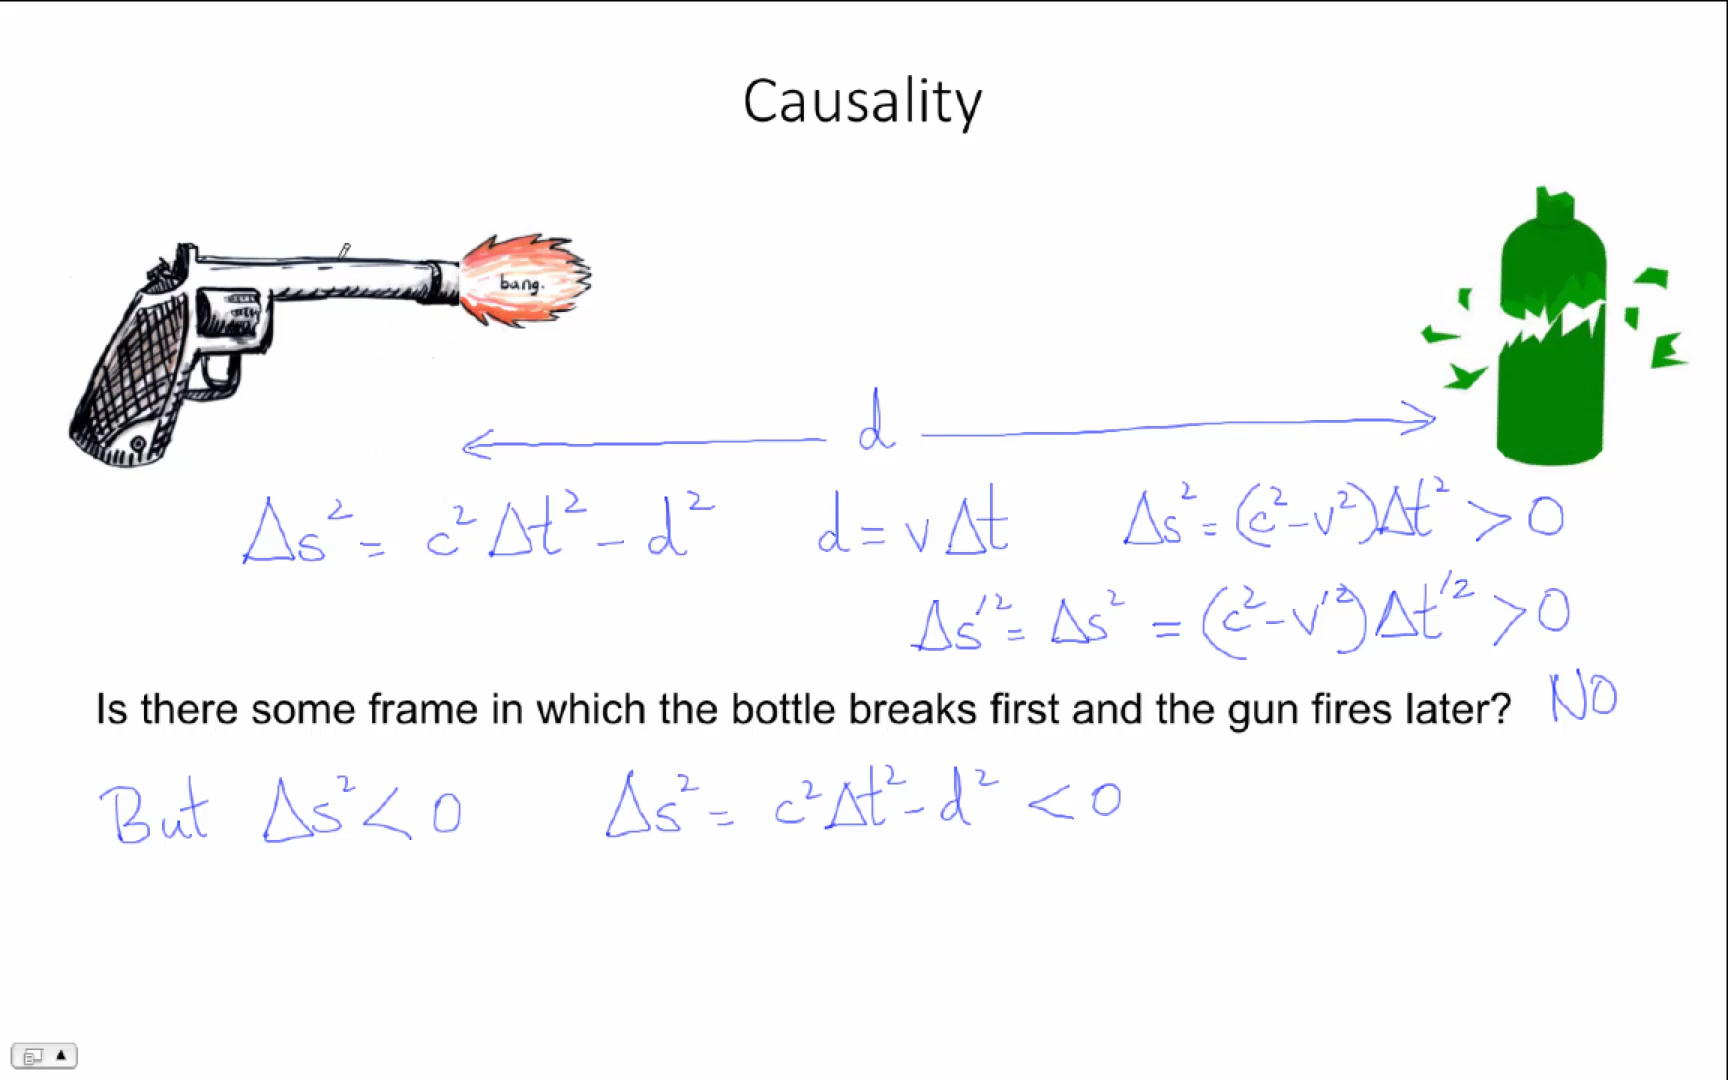 Causality
bang.
d
Δs² = c²Δt² - d² d = vΔt Δs² = (c²-v²)Δt² > 0
Δs'² = Δs² = (c²-v'²)Δt'² > 0
Is there some frame in which the bottle breaks first and the gun fires later? NO
But Δs² < 0 Δs² = c²Δt² - d² < 0